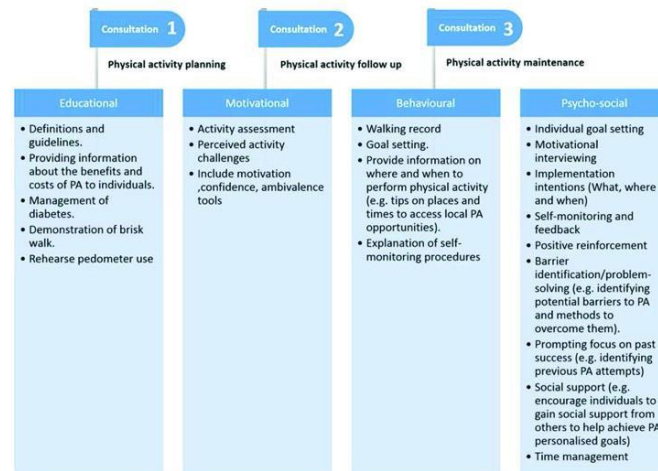 Consultation 1
Consultation 2
Consultation 3
Physical activity planning
Physical activity follow up
Physical activity maintenance
Educational
• Definitions and
guidelines.
• Providing information
about the benefits and
costs of PA to individuals.
• Management of
diabetes.
• Demonstration of brisk
walk.
• Rehearse pedometer use
Motivational
• Activity assessment
• Perceived activity
challenges
• Include motivation
,confidence, ambivalence
tools
Behavioural
• Walking record
• Goal setting.
• Provide information on
where and when to
perform physical activity
(e.g. tips on places and
times to access local PA
opportunities).
• Explanation of self-
monitoring procedures
Psycho-social
• Individual goal setting
• Motivational
interviewing
• Implementation
intentions (What, where
and when)
• Self-monitoring and
feedback
• Positive reinforcement
• Barrier
identification/problem-
solving (e.g. identifying
potential barriers to PA
and methods to
overcome them).
• Prompting focus on past
success (e.g. identifying
previous PA attempts)
• Social support (e.g.
encourage individuals to
gain social support from
others to help achieve PA
personalised goals)
• Time management